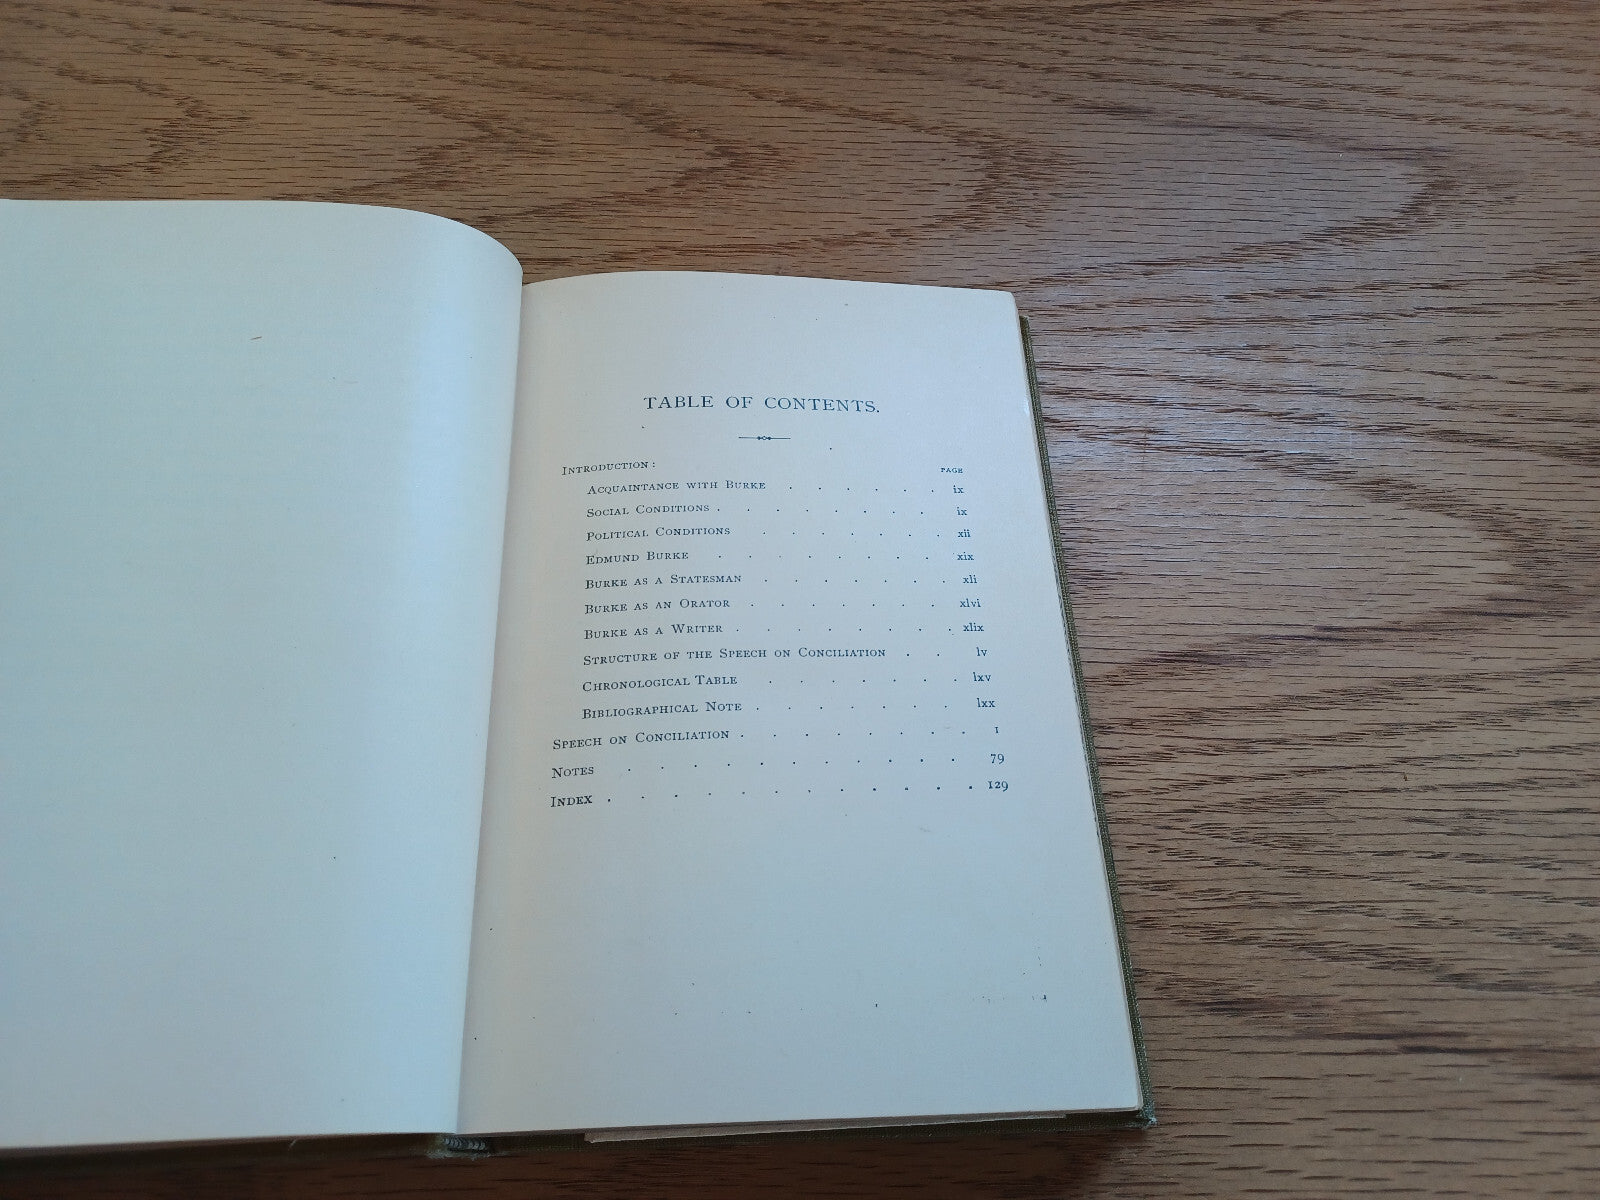 TABLE OF CONTENTS.
INTRODUCTION: PAGE
ACQUAINTANCE WITH BURKE . . . . . . ix
SOCIAL CONDITIONS . . . . . . . . ix
POLITICAL CONDITIONS . . . . . . . xii
EDMUND BURKE . . . . . . . . xix
BURKE AS A STATESMAN . . . . . . . xli
BURKE AS AN ORATOR . . . . . . . xlvi
BURKE AS A WRITER . . . . . . . . xlix
STRUCTURE OF THE SPEECH ON CONCILIATION . . lv
CHRONOLOGICAL TABLE . . . . . . . lxv
BIBLIOGRAPHICAL NOTE . . . . . . . lxx
SPEECH ON CONCILIATION . . . . . . . . 1
NOTES . . . . . . . . . . . 79
INDEX . . . . . . . . . . . . 129